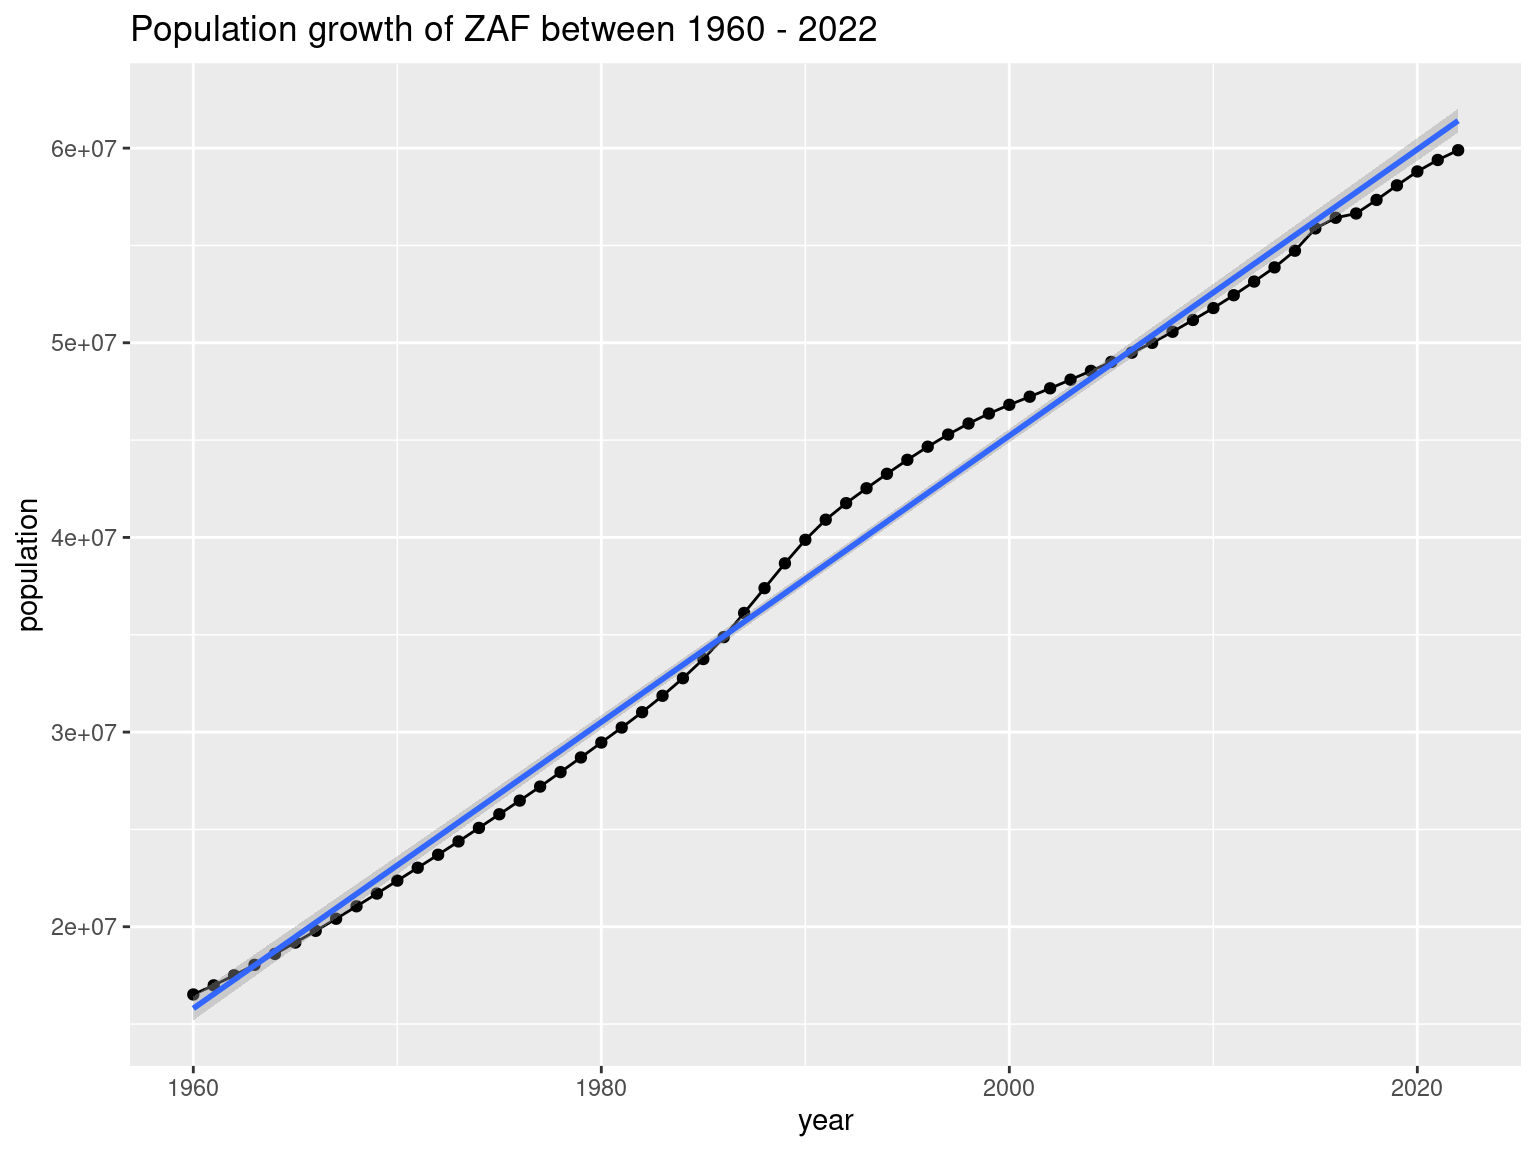 Population growth of ZAF between 1960 - 2022
6e+07
5e+07
4e+07
3e+07
2e+07
population
1960 1980 2000 2020
year